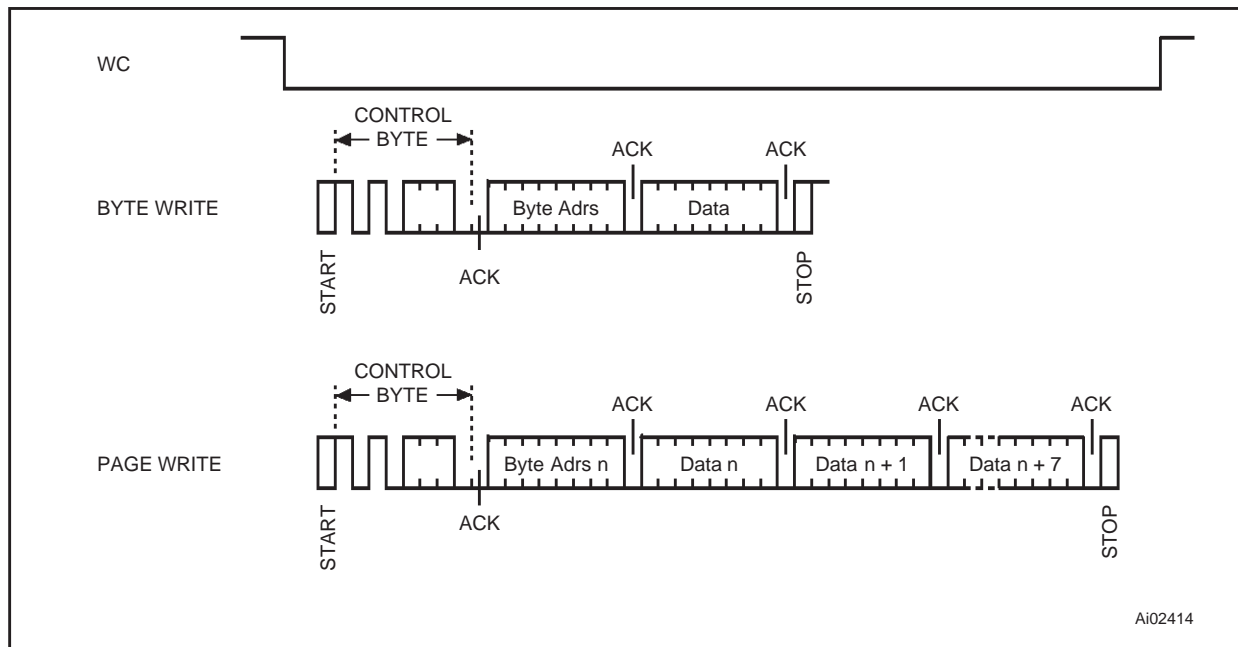 WC
CONTROL
BYTE
ACK
ACK
BYTE WRITE
Byte Adrs
Data
START
ACK
STOP
CONTROL
BYTE
ACK
ACK
ACK
ACK
PAGE WRITE
Byte Adrs n
Data n
Data n + 1
Data n + 7
START
ACK
STOP
Ai02414